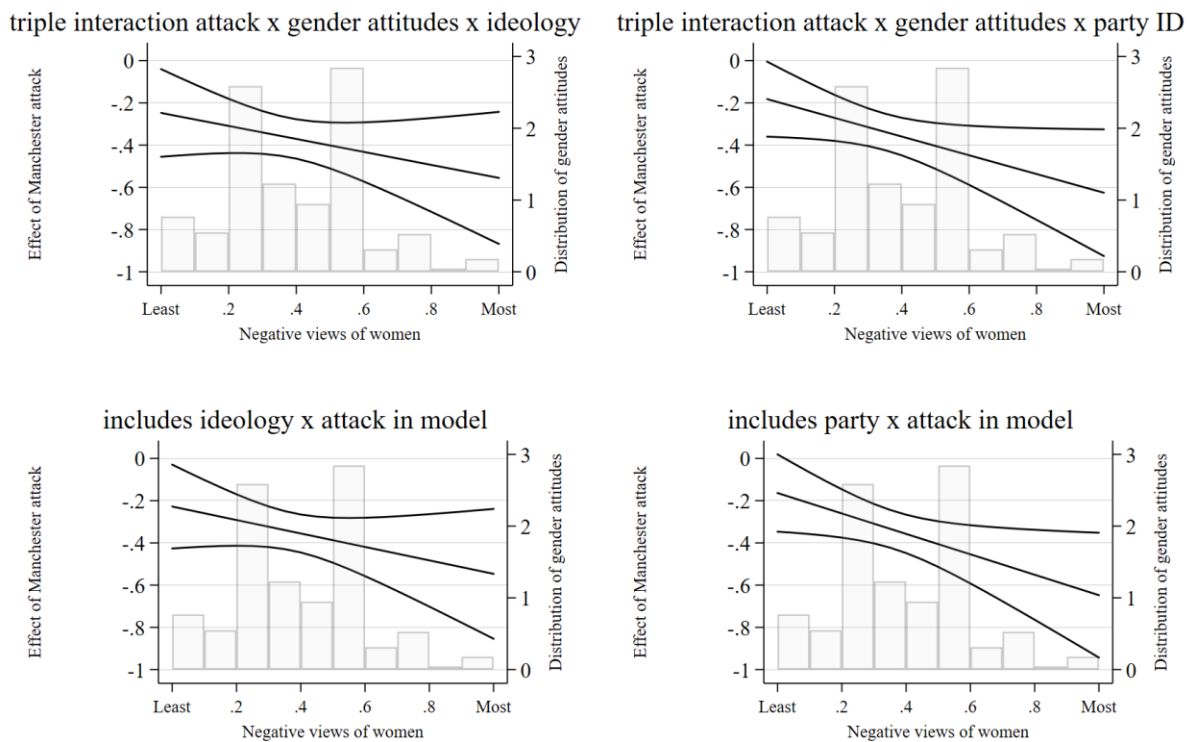 triple interaction attack x gender attitudes x ideology
Effect of Manchester attack
0
-.2
-.4
-.6
-.8
-1
3
2
1
0
Distribution of gender attitudes
Least .2 .4 .6 .8 Most
Negative views of women
triple interaction attack x gender attitudes x party ID
Effect of Manchester attack
0
-.2
-.4
-.6
-.8
-1
3
2
1
0
Distribution of gender attitudes
Least .2 .4 .6 .8 Most
Negative views of women
includes ideology x attack in model
Effect of Manchester attack
0
-.2
-.4
-.6
-.8
-1
3
2
1
0
Distribution of gender attitudes
Least .2 .4 .6 .8 Most
Negative views of women
includes party x attack in model
Effect of Manchester attack
0
-.2
-.4
-.6
-.8
-1
3
2
1
0
Distribution of gender attitudes
Least .2 .4 .6 .8 Most
Negative views of women